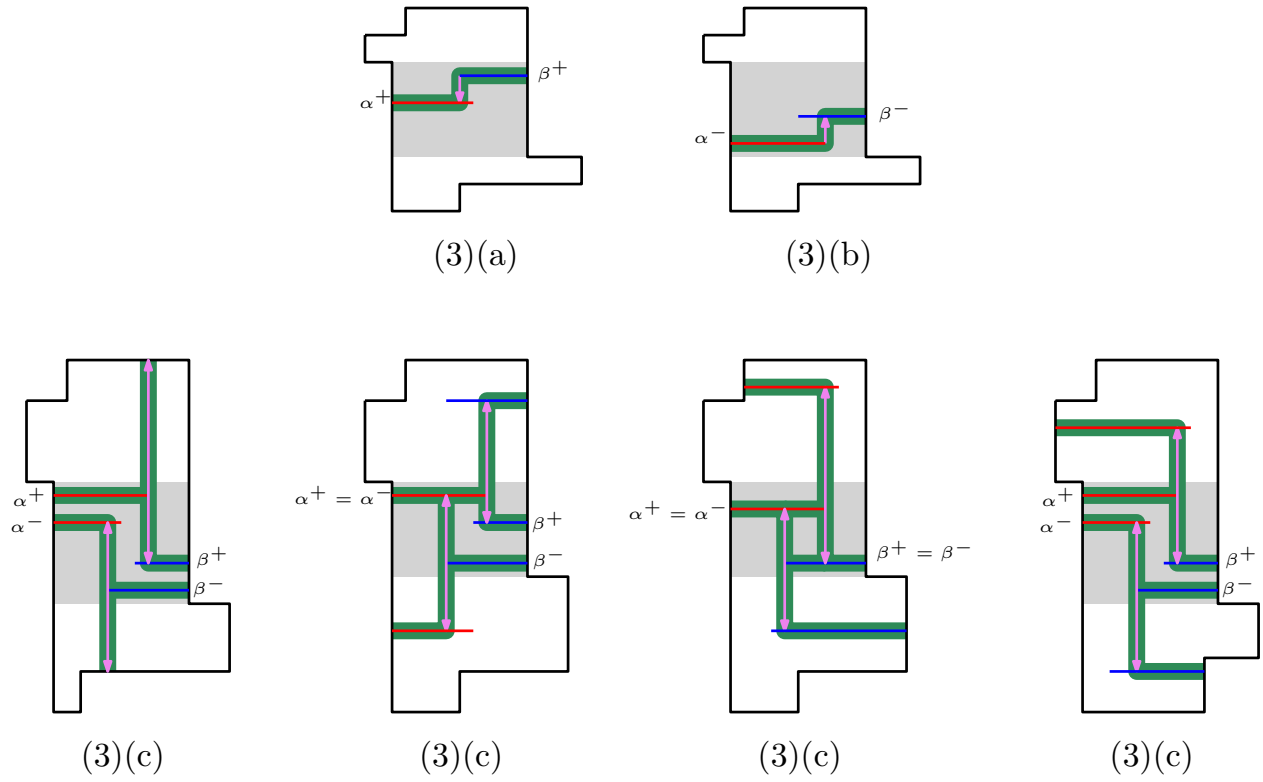 α⁺ β⁺
α⁻ β⁻
(3)(a) (3)(b)
α⁺
α⁻
β⁺
β⁻
α⁺ = α⁻
β⁺
β⁻
α⁺ = α⁻
β⁺ = β⁻
α⁺
α⁻
β⁺
β⁻
(3)(c) (3)(c) (3)(c) (3)(c)